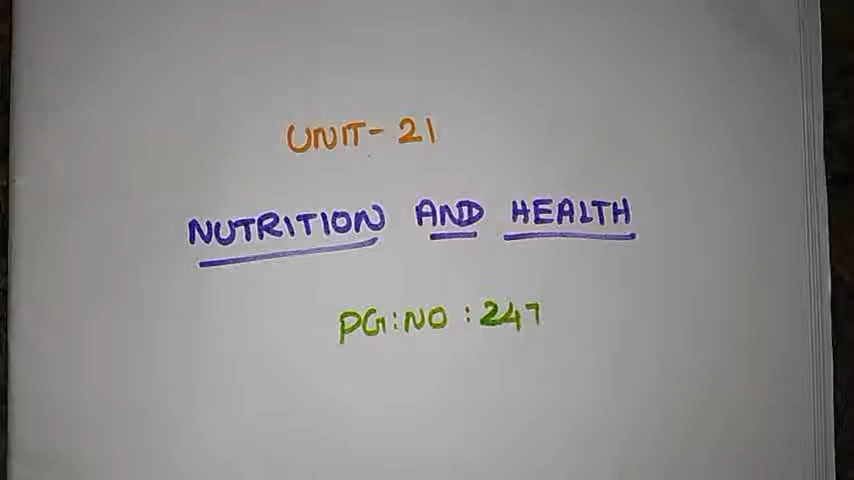 UNIT- 21
NUTRITION AND HEALTH
PG:NO : 247